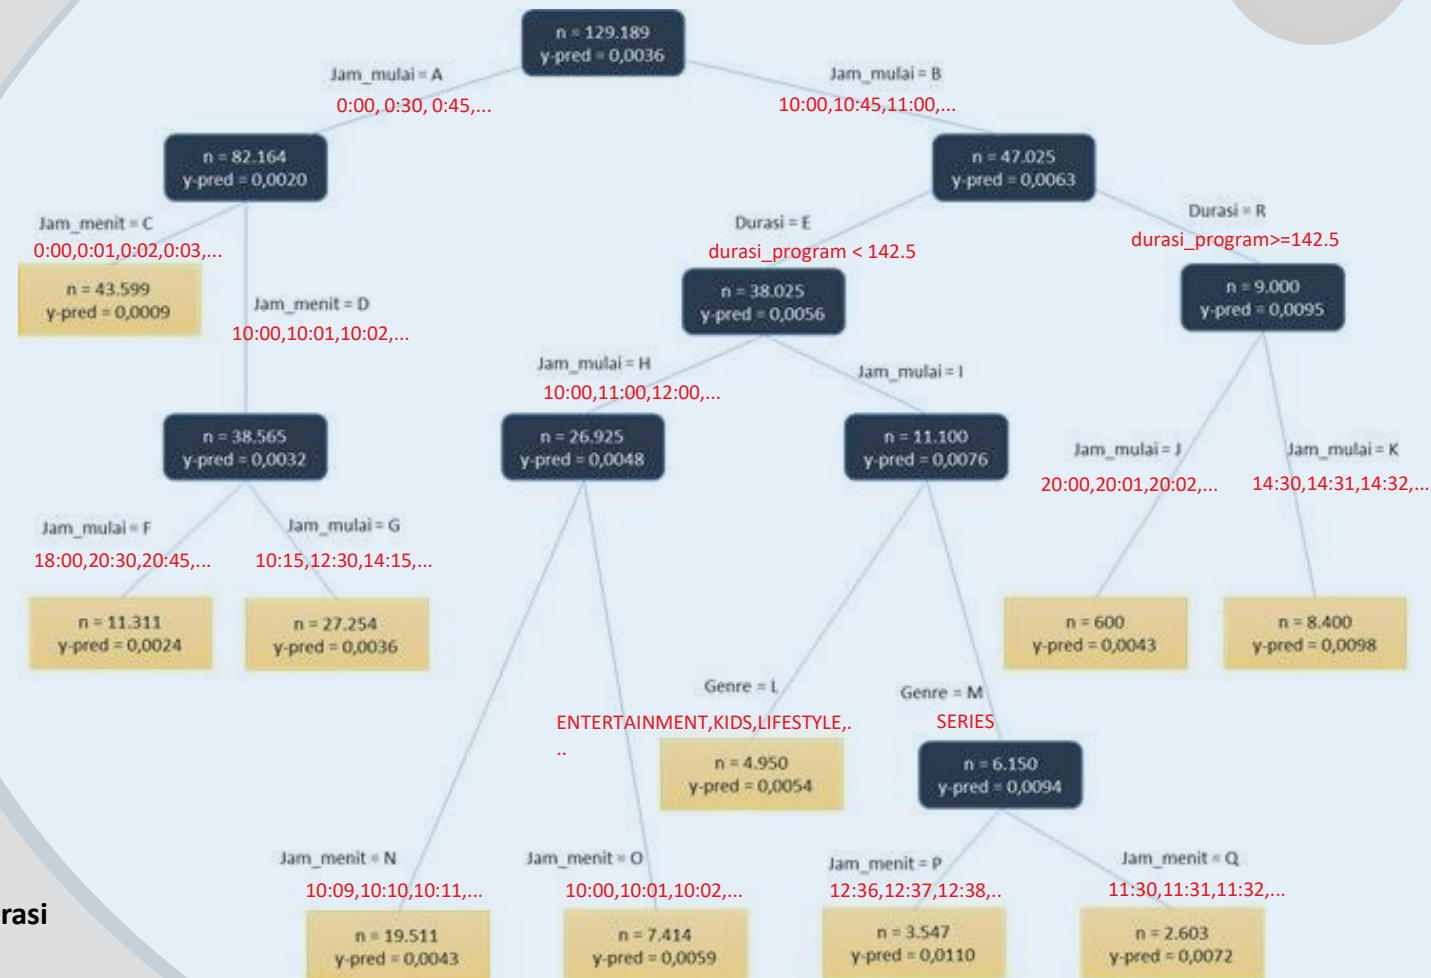 n = 129.189
y-pred = 0,0036
Jam_mulai = A
0:00, 0:30, 0:45,...
Jam_mulai = B
10:00,10:45,11:00,...
n = 82.164
y-pred = 0,0020
n = 47.025
y-pred = 0,0063
Jam_menit = C
0:00,0:01,0:02,0:03,...
Durasi = E
durasi_program < 142.5
Durasi = R
durasi_program>=142.5
n = 43.599
y-pred = 0,0009
Jam_menit = D
10:00,10:01,10:02,...
n = 38.025
y-pred = 0,0056
n = 9.000
y-pred = 0,0095
Jam_mulai = H
10:00,11:00,12:00,...
Jam_mulai = I
n = 38.565
y-pred = 0,0032
n = 26.925
y-pred = 0,0048
n = 11.100
y-pred = 0,0076
Jam_mulai = J
20:00,20:01,20:02,...
Jam_mulai = K
14:30,14:31,14:32,...
Jam_mulai = F
18:00,20:30,20:45,...
Jam_mulai = G
10:15,12:30,14:15,...
n = 11.311
y-pred = 0,0024
n = 27.254
y-pred = 0,0036
n = 600
y-pred = 0,0043
n = 8.400
y-pred = 0,0098
Genre = L
ENTERTAINMENT,KIDS,LIFESTYLE,.
..
Genre = M
SERIES
n = 4.950
y-pred = 0,0054
n = 6.150
y-pred = 0,0094
Jam_menit = N
10:09,10:10,10:11,...
Jam_menit = O
10:00,10:01,10:02,...
Jam_menit = P
12:36,12:37,12:38,..
Jam_menit = Q
11:30,11:31,11:32,...
rasi
n = 19.511
y-pred = 0,0043
n = 7.414
y-pred = 0,0059
n = 3.547
y-pred = 0,0110
n = 2.603
y-pred = 0,0072